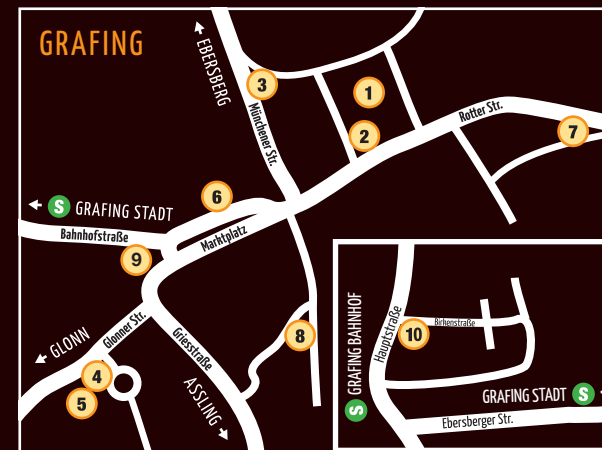 GRAFING
EBERSBERG
3
1
Münchener Str.
2
Rotter Str.
7
6
S GRAFING STADT
Bahnhofstraße
Marktplatz
9
GLONN
Glonner Str.
Griesstraße
8
4
5
ASSLING
S GRAFING BAHNHOF
Hauptstraße
Birkenstraße
10
GRAFING STADT S
Ebersberger Str.